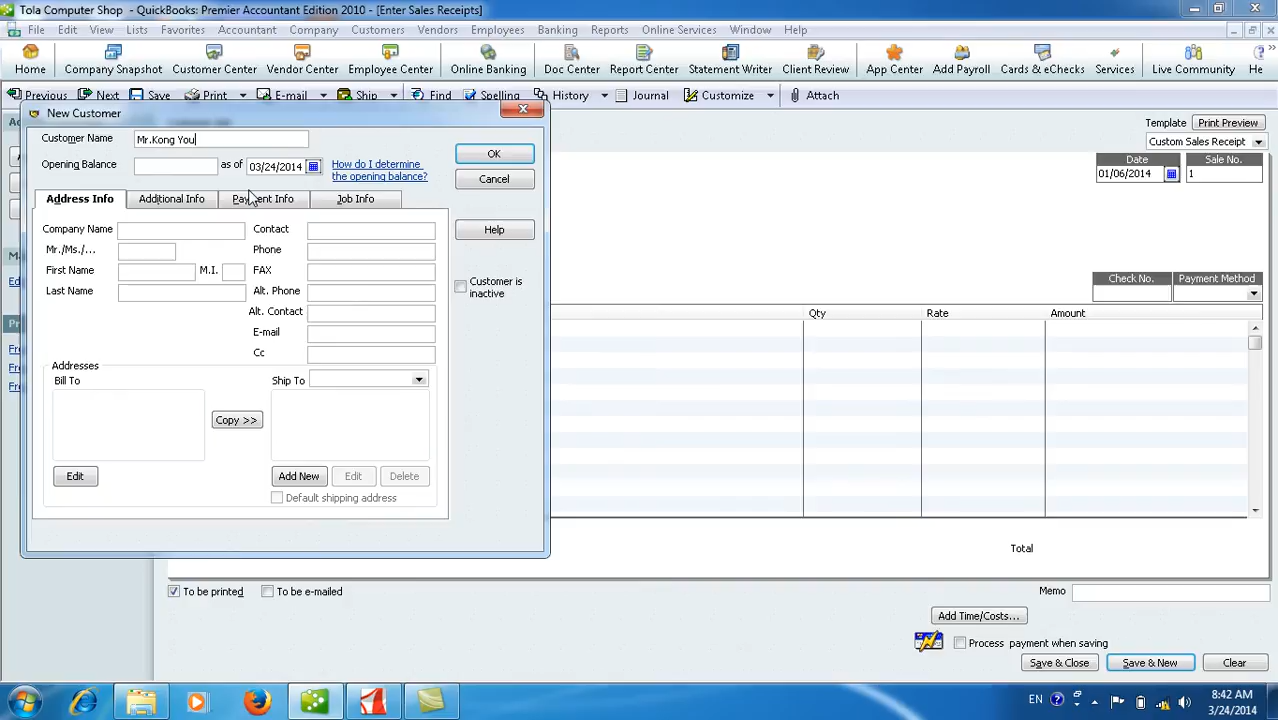 Tola Computer Shop - QuickBooks: Premier Accountant Edition 2010 - [Enter Sales Receipts]
File Edit View Lists Favorites Accountant Company Customers Vendors Employees Banking Reports Online Services Window Help
Home Company Snapshot Customer Center Vendor Center Employee Center Online Banking Doc Center Report Center Statement Writer Client Review App Center Add Payroll Cards & eChecks Services Live Community He
Previous Next Save Print E-mail Ship Find Spelling History Journal Customize Attach
New Customer
Customer Name Mr.Kong You
Opening Balance as of 03/24/2014 How do I determine
the opening balance?
OK
Cancel
Help
Customer is
inactive
Address Info Additional Info Payment Info Job Info
Company Name Contact
Mr./Ms./... Phone
First Name M.I. FAX
Last Name Alt. Phone
Alt. Contact
E-mail
Cc
Addresses
Bill To Ship To
Copy >>
Edit Add New Edit Delete
Default shipping address
Template Print Preview
Custom Sales Receipt
Date Sale No.
01/06/2014 1
Check No. Payment Method
Qty Rate Amount
Total
To be printed To be e-mailed Memo
Add Time/Costs...
Process payment when saving
Save & Close Save & New Clear
EN 8:42 AM
3/24/2014